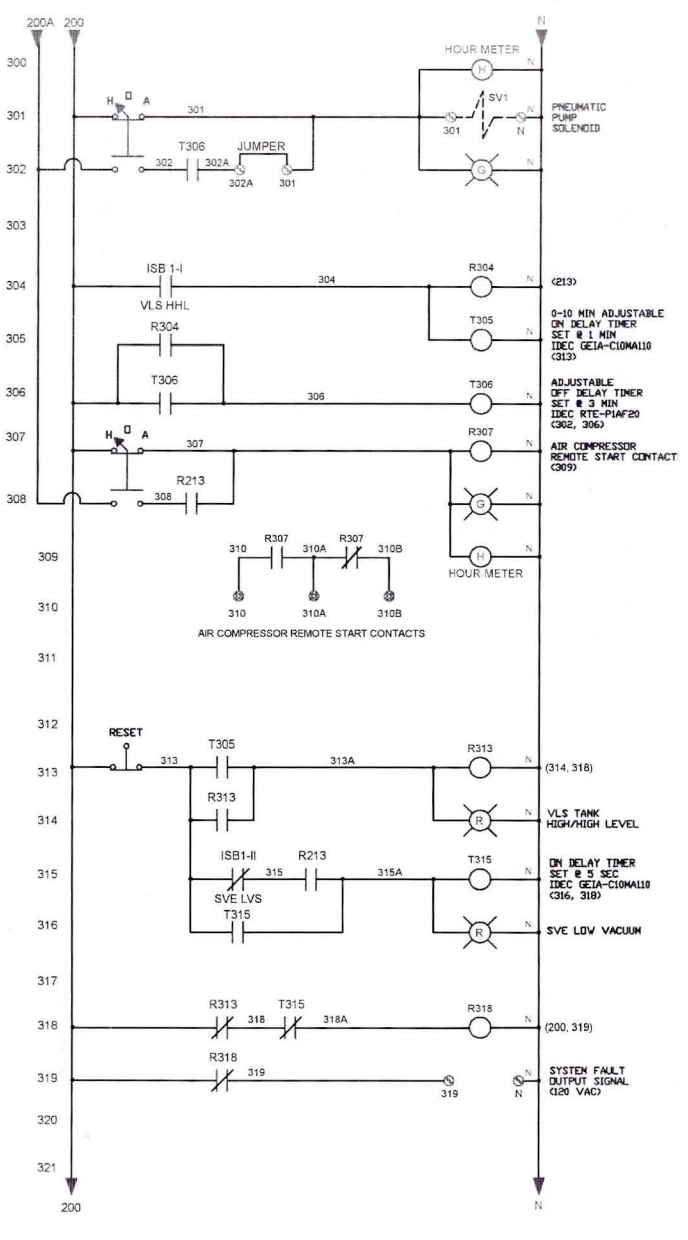 200A 200 N
HOUR METER
300 H N
H O A 301 SV1
301 301 N N PNEUMATIC
PUMP
SOLENOID
302 T306 302A JUMPER
302 302A 301 G N
303
ISB 1-I 304 R304
304 N (213)
VLS HHL
R304 T305 0-10 MIN ADJUSTABLE
305 N ON DELAY TIMER
SET @ 1 MIN
IDEC GE1A-C10MA110
(313)
T306 306 T306 ADJUSTABLE
306 N OFF DELAY TIMER
SET @ 3 MIN
IDEC RTE-P1AF20
(302, 306)
307 H O A 307 R307 N AIR COMPRESSOR
REMOTE START CONTACT
(309)
308 308 R213 G N
309 310 R307 310A R307 310B H N
HOUR METER
310 310 310A 310B
AIR COMPRESSOR REMOTE START CONTACTS
311
312
RESET
313 313 T305 313A R313 N (314, 318)
314 R313 R N VLS TANK
HIGH/HIGH LEVEL
ISB1-II R213 T315
315 315 315A N ON DELAY TIMER
SET @ 5 SEC
IDEC GE1A-C10MA110
(316, 318)
SVE LVS
316 T315 R N SVE LOW VACUUM
317
R313 T315 R318
318 318 318A N (200, 319)
R318
319 319 319 N N SYSTEM FAULT
OUTPUT SIGNAL
(120 VAC)
320
321
200 N